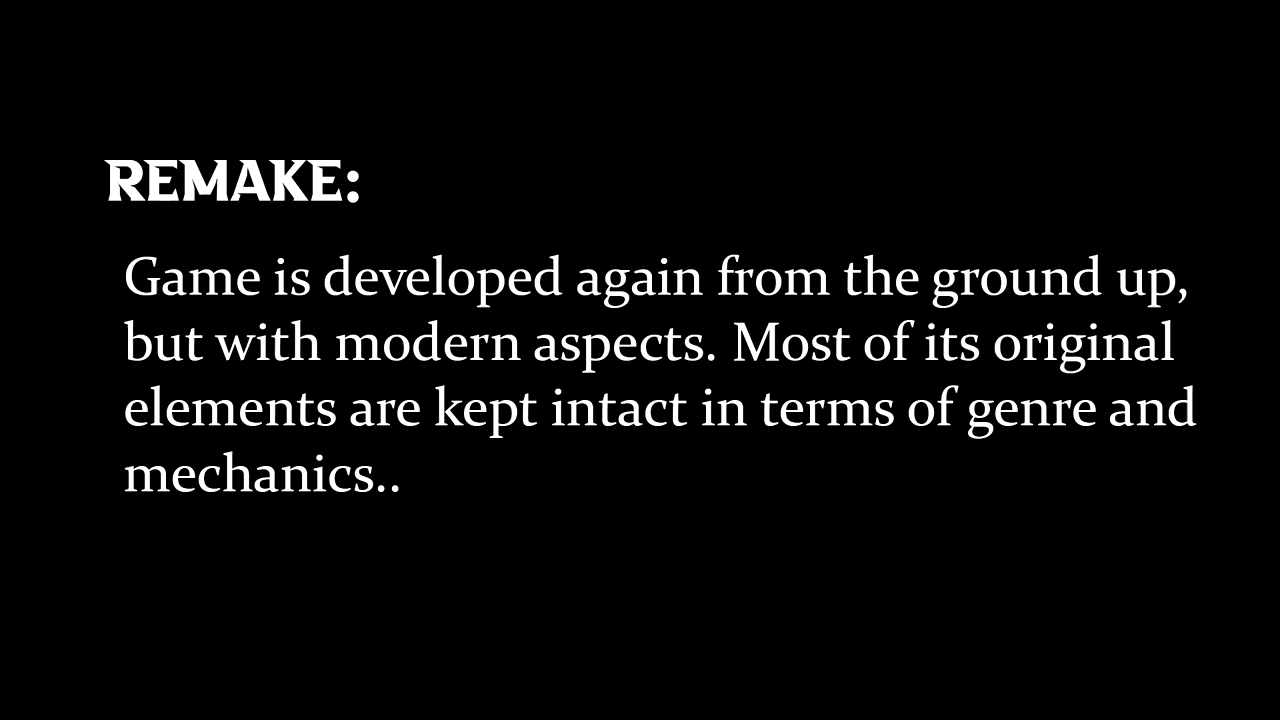 REMAKE:
Game is developed again from the ground up,
but with modern aspects. Most of its original
elements are kept intact in terms of genre and
mechanics..